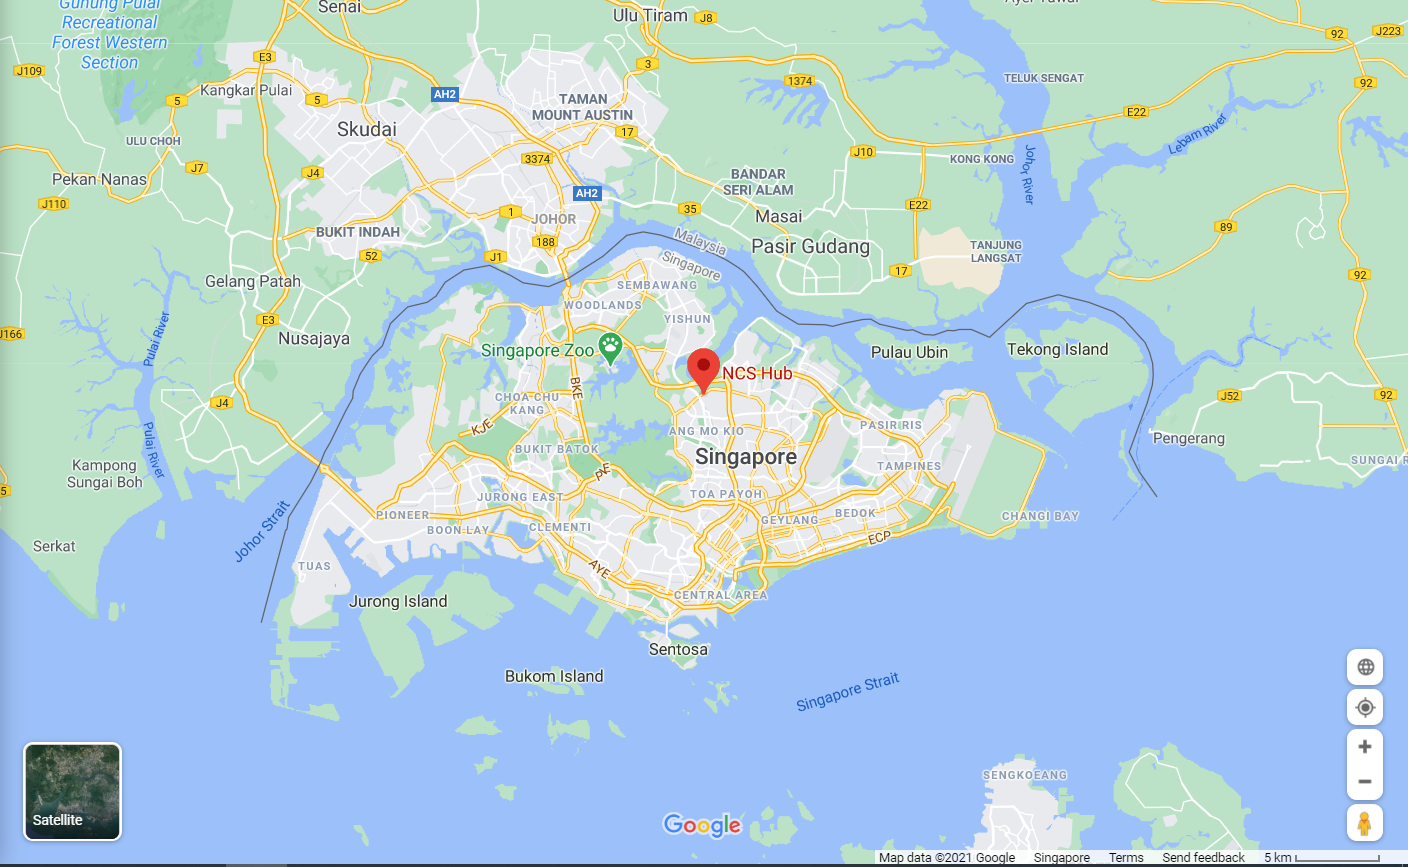 Gunung Pulai
Recreational
Forest Western
Section
Senai
Ulu Tiram
J8
92
J223
E3
J109
3
1374
TELUK SENGAT
92
Kangkar Pulai
5
5
AH2
TAMAN
MOUNT AUSTIN
E22
Skudai
17
Lebam River
ULU CHOH
3374
J10
KONG KONG
Johor River
J7
J4
Pekan Nanas
BANDAR
SERI ALAM
AH2
J110
1
JOHOR
35
Masai
E22
89
BUKIT INDAH
188
Malaysia
Pasir Gudang
TANJUNG
LANGSAT
52
J1
Singapore
17
92
Gelang Patah
SEMBAWANG
WOODLANDS
E3
YISHUN
J166
Pulai River
Nusajaya
Singapore Zoo
Pulau Ubin
Tekong Island
NCS Hub
BKE
CHOA CHU
KANG
J4
J52
92
KJE
ANG MO KIO
PASIR RIS
Pengerang
Pulai River
BUKIT BATOK
Singapore
SUNGAI R
Kampong
Sungai Boh
PIE
TAMPINES
5
JURONG EAST
TOA PAYOH
PIONEER
BOON LAY
CLEMENTI
GEYLANG
BEDOK
CHANGI BAY
Johor Strait
ECP
Serkat
TUAS
AYE
Jurong Island
CENTRAL AREA
Sentosa
Bukom Island
Singapore Strait
SENGKOEANG
Satellite
Google
Map data ©2021 Google
Singapore
Terms
Send feedback
5 km